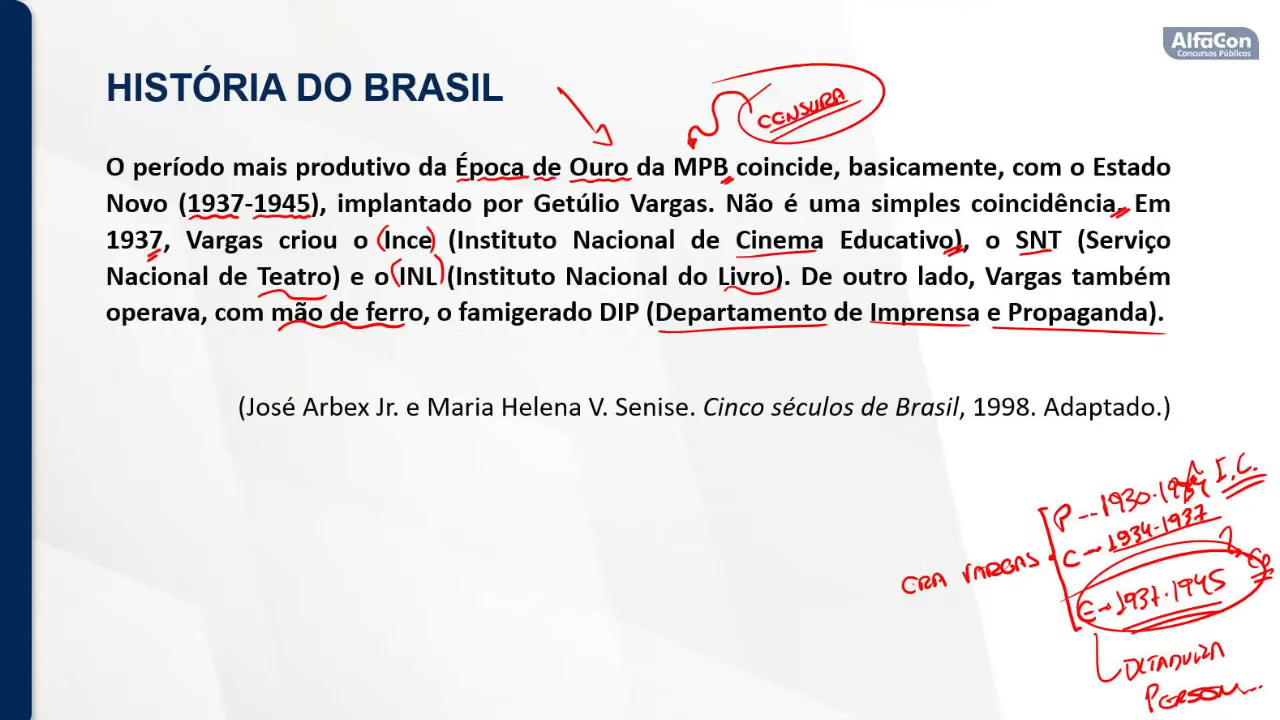 AlfaCon
Concursos Públicos
HISTÓRIA DO BRASIL
CENSURA
O período mais produtivo da Época de Ouro da MPB coincide, basicamente, com o Estado
Novo (1937-1945), implantado por Getúlio Vargas. Não é uma simples coincidência. Em
1937, Vargas criou o Ince (Instituto Nacional de Cinema Educativo), o SNT (Serviço
Nacional de Teatro) e o INL (Instituto Nacional do Livro). De outro lado, Vargas também
operava, com mão de ferro, o famigerado DIP (Departamento de Imprensa e Propaganda).
(José Arbex Jr. e Maria Helena V. Senise. Cinco séculos de Brasil, 1998. Adaptado.)
P -- 1930-1934 I.C.
C - 1934-1937
ERA VARGAS
E - 1937-1945
DITADURA